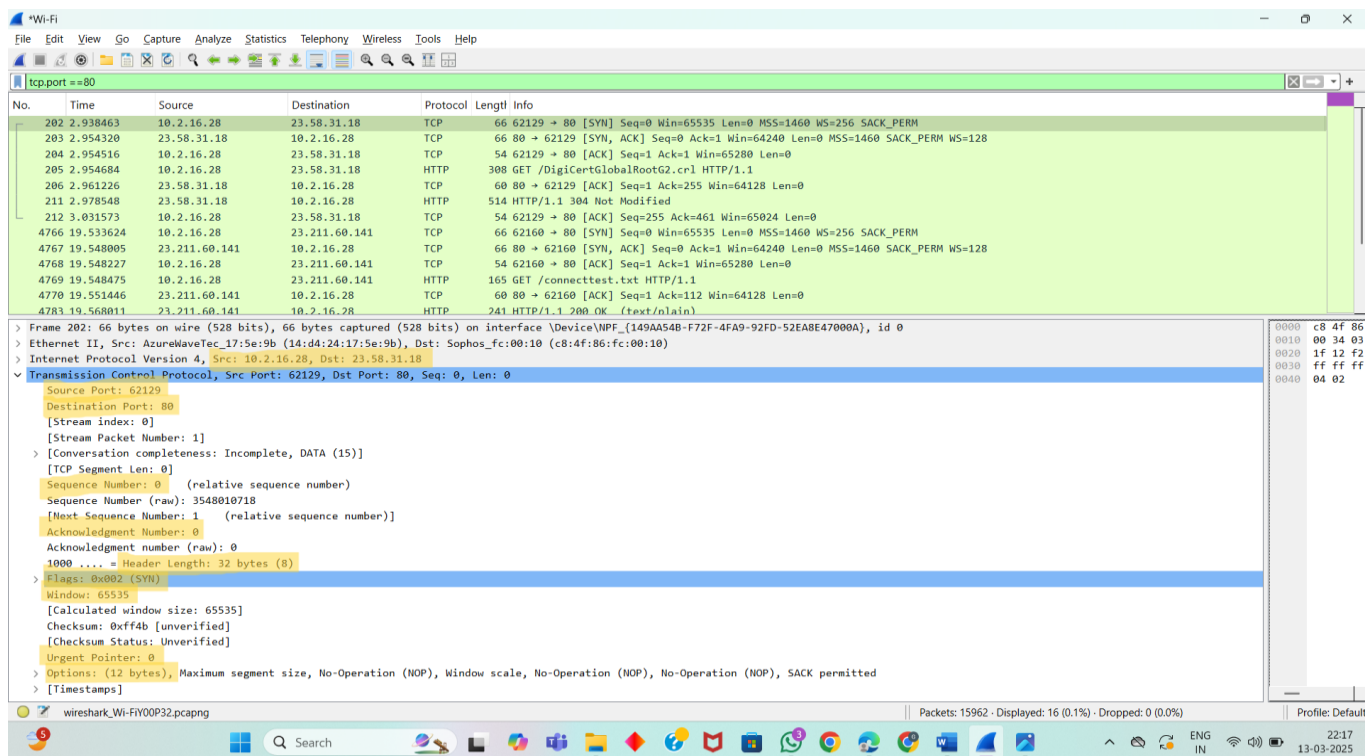 *Wi-Fi
File Edit View Go Capture Analyze Statistics Telephony Wireless Tools Help
tcp.port ==80
No. Time Source Destination Protocol Length Info
202 2.938463 10.2.16.28 23.58.31.18 TCP 66 62129 → 80 [SYN] Seq=0 Win=65535 Len=0 MSS=1460 WS=256 SACK_PERM
203 2.954320 23.58.31.18 10.2.16.28 TCP 66 80 → 62129 [SYN, ACK] Seq=0 Ack=1 Win=64240 Len=0 MSS=1460 SACK_PERM WS=128
204 2.954516 10.2.16.28 23.58.31.18 TCP 54 62129 → 80 [ACK] Seq=1 Ack=1 Win=65280 Len=0
205 2.954684 10.2.16.28 23.58.31.18 HTTP 308 GET /DigiCertGlobalRootG2.crl HTTP/1.1
206 2.961226 23.58.31.18 10.2.16.28 TCP 60 80 → 62129 [ACK] Seq=1 Ack=255 Win=64128 Len=0
211 2.978548 23.58.31.18 10.2.16.28 HTTP 514 HTTP/1.1 304 Not Modified
212 3.031573 10.2.16.28 23.58.31.18 TCP 54 62129 → 80 [ACK] Seq=255 Ack=461 Win=65024 Len=0
4766 19.533624 10.2.16.28 23.211.60.141 TCP 66 62160 → 80 [SYN] Seq=0 Win=65535 Len=0 MSS=1460 WS=256 SACK_PERM
4767 19.548005 23.211.60.141 10.2.16.28 TCP 66 80 → 62160 [SYN, ACK] Seq=0 Ack=1 Win=64240 Len=0 MSS=1460 SACK_PERM WS=128
4768 19.548227 10.2.16.28 23.211.60.141 TCP 54 62160 → 80 [ACK] Seq=1 Ack=1 Win=65280 Len=0
4769 19.548475 10.2.16.28 23.211.60.141 HTTP 165 GET /connecttest.txt HTTP/1.1
4770 19.551446 23.211.60.141 10.2.16.28 TCP 60 80 → 62160 [ACK] Seq=1 Ack=112 Win=64128 Len=0
4783 19.568011 23.211.60.141 10.2.16.28 HTTP 241 HTTP/1.1 200 OK (text/plain)
Frame 202: 66 bytes on wire (528 bits), 66 bytes captured (528 bits) on interface \Device\NPF_{149AA54B-F72F-4FA9-92FD-52EA8E47000A}, id 0
Ethernet II, Src: AzureWaveTec_17:5e:9b (14:d4:24:17:5e:9b), Dst: Sophos_fc:00:10 (c8:4f:86:fc:00:10)
Internet Protocol Version 4, Src: 10.2.16.28, Dst: 23.58.31.18
Transmission Control Protocol, Src Port: 62129, Dst Port: 80, Seq: 0, Len: 0
Source Port: 62129
Destination Port: 80
[Stream index: 0]
[Stream Packet Number: 1]
[Conversation completeness: Incomplete, DATA (15)]
[TCP Segment Len: 0]
Sequence Number: 0 (relative sequence number)
Sequence Number (raw): 3548010718
[Next Sequence Number: 1 (relative sequence number)]
Acknowledgment Number: 0
Acknowledgment number (raw): 0
1000 .... = Header Length: 32 bytes (8)
Flags: 0x002 (SYN)
Window: 65535
[Calculated window size: 65535]
Checksum: 0xff4b [unverified]
[Checksum Status: Unverified]
Urgent Pointer: 0
Options: (12 bytes), Maximum segment size, No-Operation (NOP), Window scale, No-Operation (NOP), No-Operation (NOP), SACK permitted
[Timestamps]
0000 c8 4f 86
0010 00 34 03
0020 1f 12 f2
0030 ff ff ff
0040 04 02
wireshark_Wi-FiY00P32.pcapng Packets: 15962 · Displayed: 16 (0.1%) · Dropped: 0 (0.0%) Profile: Default
5 Search 3 ENG 22:17
IN 13-03-2025